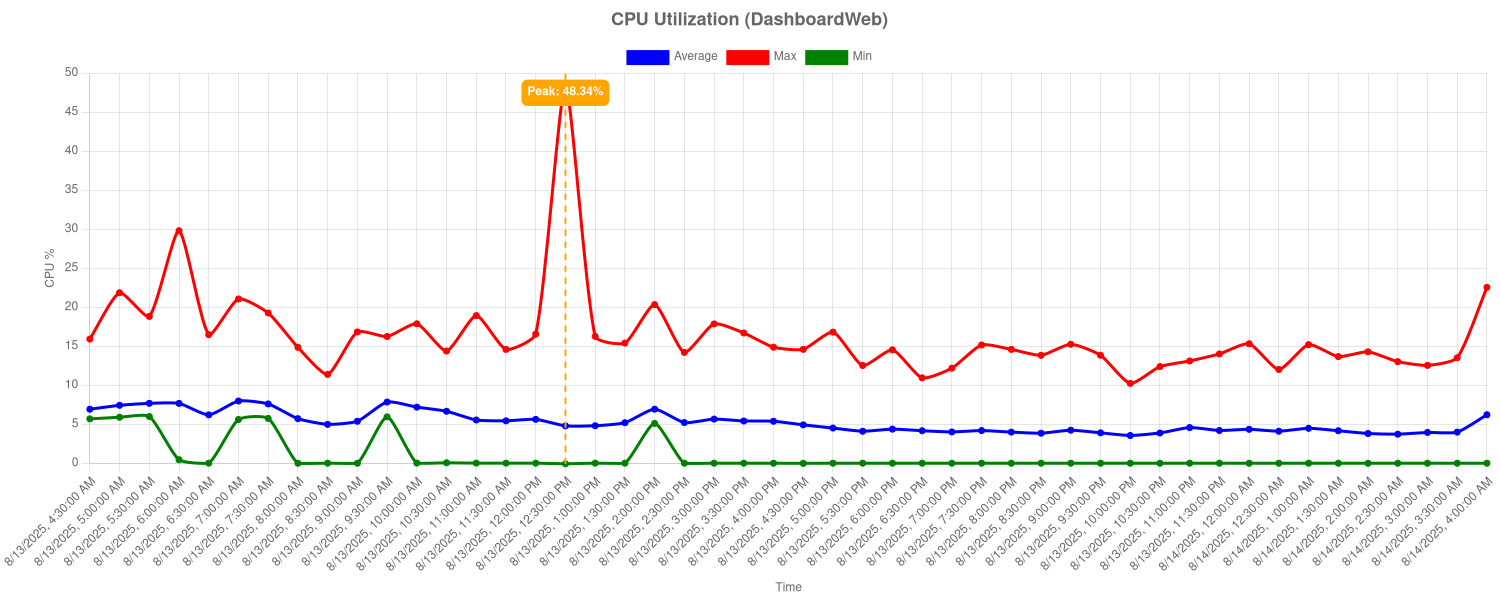 CPU Utilization (DashboardWeb)
Average Max Min
Peak: 48.34%
50
45
40
35
30
25
20
15
10
5
0
CPU %
8/13/2025, 4:30:00 AM
8/13/2025, 5:00:00 AM
8/13/2025, 5:30:00 AM
8/13/2025, 6:00:00 AM
8/13/2025, 6:30:00 AM
8/13/2025, 7:00:00 AM
8/13/2025, 7:30:00 AM
8/13/2025, 8:00:00 AM
8/13/2025, 8:30:00 AM
8/13/2025, 9:00:00 AM
8/13/2025, 9:30:00 AM
8/13/2025, 10:00:00 AM
8/13/2025, 10:30:00 AM
8/13/2025, 11:00:00 AM
8/13/2025, 11:30:00 AM
8/13/2025, 12:00:00 PM
8/13/2025, 12:30:00 PM
8/13/2025, 1:00:00 PM
8/13/2025, 1:30:00 PM
8/13/2025, 2:00:00 PM
8/13/2025, 2:30:00 PM
8/13/2025, 3:00:00 PM
8/13/2025, 3:30:00 PM
8/13/2025, 4:00:00 PM
8/13/2025, 4:30:00 PM
8/13/2025, 5:00:00 PM
8/13/2025, 5:30:00 PM
8/13/2025, 6:00:00 PM
8/13/2025, 6:30:00 PM
8/13/2025, 7:00:00 PM
8/13/2025, 7:30:00 PM
8/13/2025, 8:00:00 PM
8/13/2025, 8:30:00 PM
8/13/2025, 9:00:00 PM
8/13/2025, 9:30:00 PM
8/13/2025, 10:00:00 PM
8/13/2025, 10:30:00 PM
8/13/2025, 11:00:00 PM
8/13/2025, 11:30:00 PM
8/14/2025, 12:00:00 AM
8/14/2025, 12:30:00 AM
8/14/2025, 1:00:00 AM
8/14/2025, 1:30:00 AM
8/14/2025, 2:00:00 AM
8/14/2025, 2:30:00 AM
8/14/2025, 3:00:00 AM
8/14/2025, 3:30:00 AM
8/14/2025, 4:00:00 AM
Time